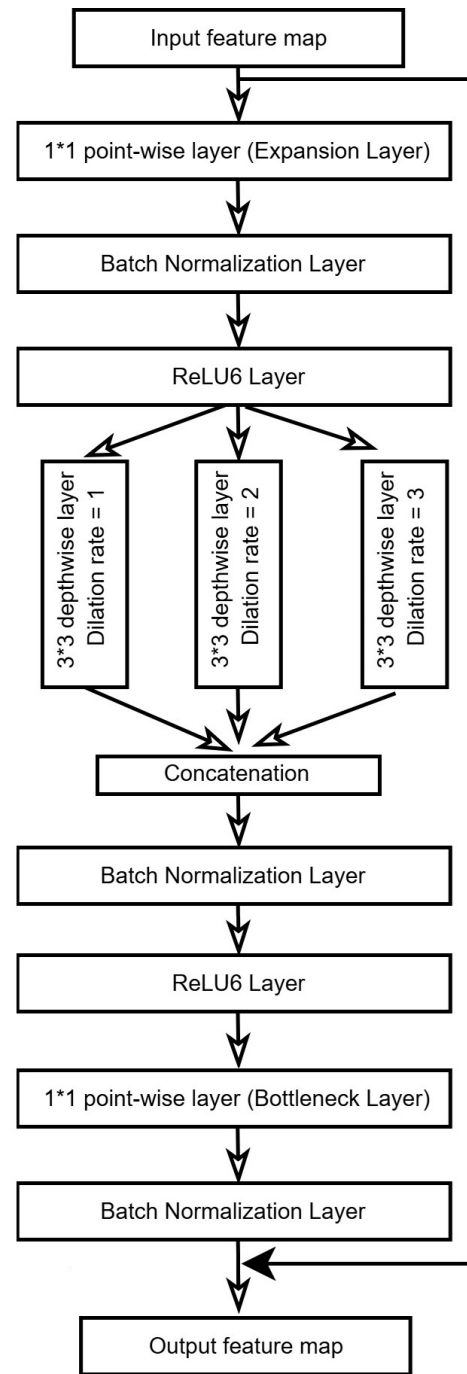 Input feature map
1*1 point-wise layer (Expansion Layer)
Batch Normalization Layer
ReLU6 Layer
3*3 depthwise layer
Dilation rate = 1
3*3 depthwise layer
Dilation rate = 2
3*3 depthwise layer
Dilation rate = 3
Concatenation
Batch Normalization Layer
ReLU6 Layer
1*1 point-wise layer (Bottleneck Layer)
Batch Normalization Layer
Output feature map